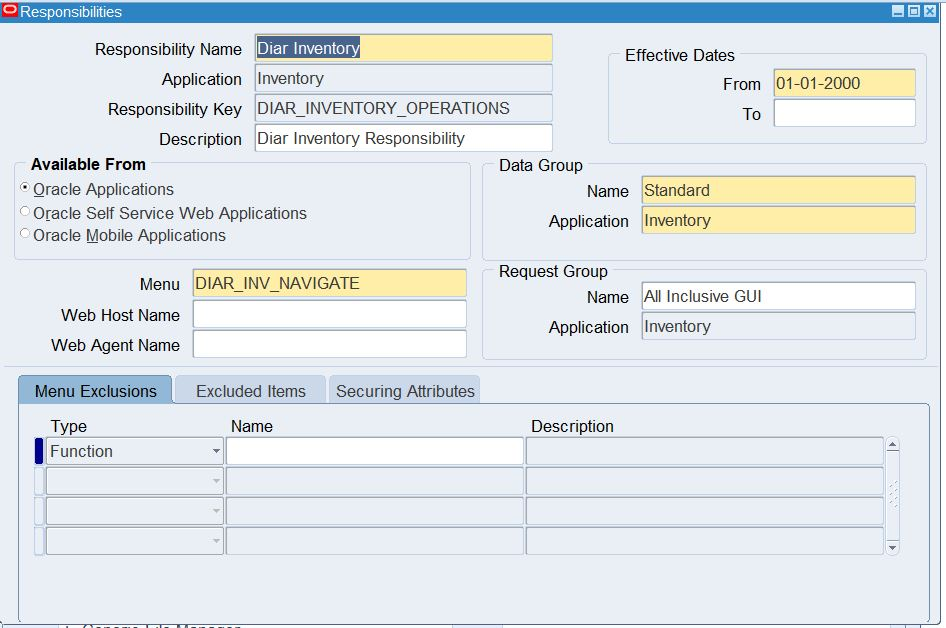 Responsibilities
Responsibility Name Diar Inventory
Application Inventory
Responsibility Key DIAR_INVENTORY_OPERATIONS
Description Diar Inventory Responsibility
Effective Dates
From 01-01-2000
To
Available From
Oracle Applications
Oracle Self Service Web Applications
Oracle Mobile Applications
Data Group
Name Standard
Application Inventory
Menu DIAR_INV_NAVIGATE
Web Host Name
Web Agent Name
Request Group
Name All Inclusive GUI
Application Inventory
Menu Exclusions Excluded Items Securing Attributes
Type Name Description
Function